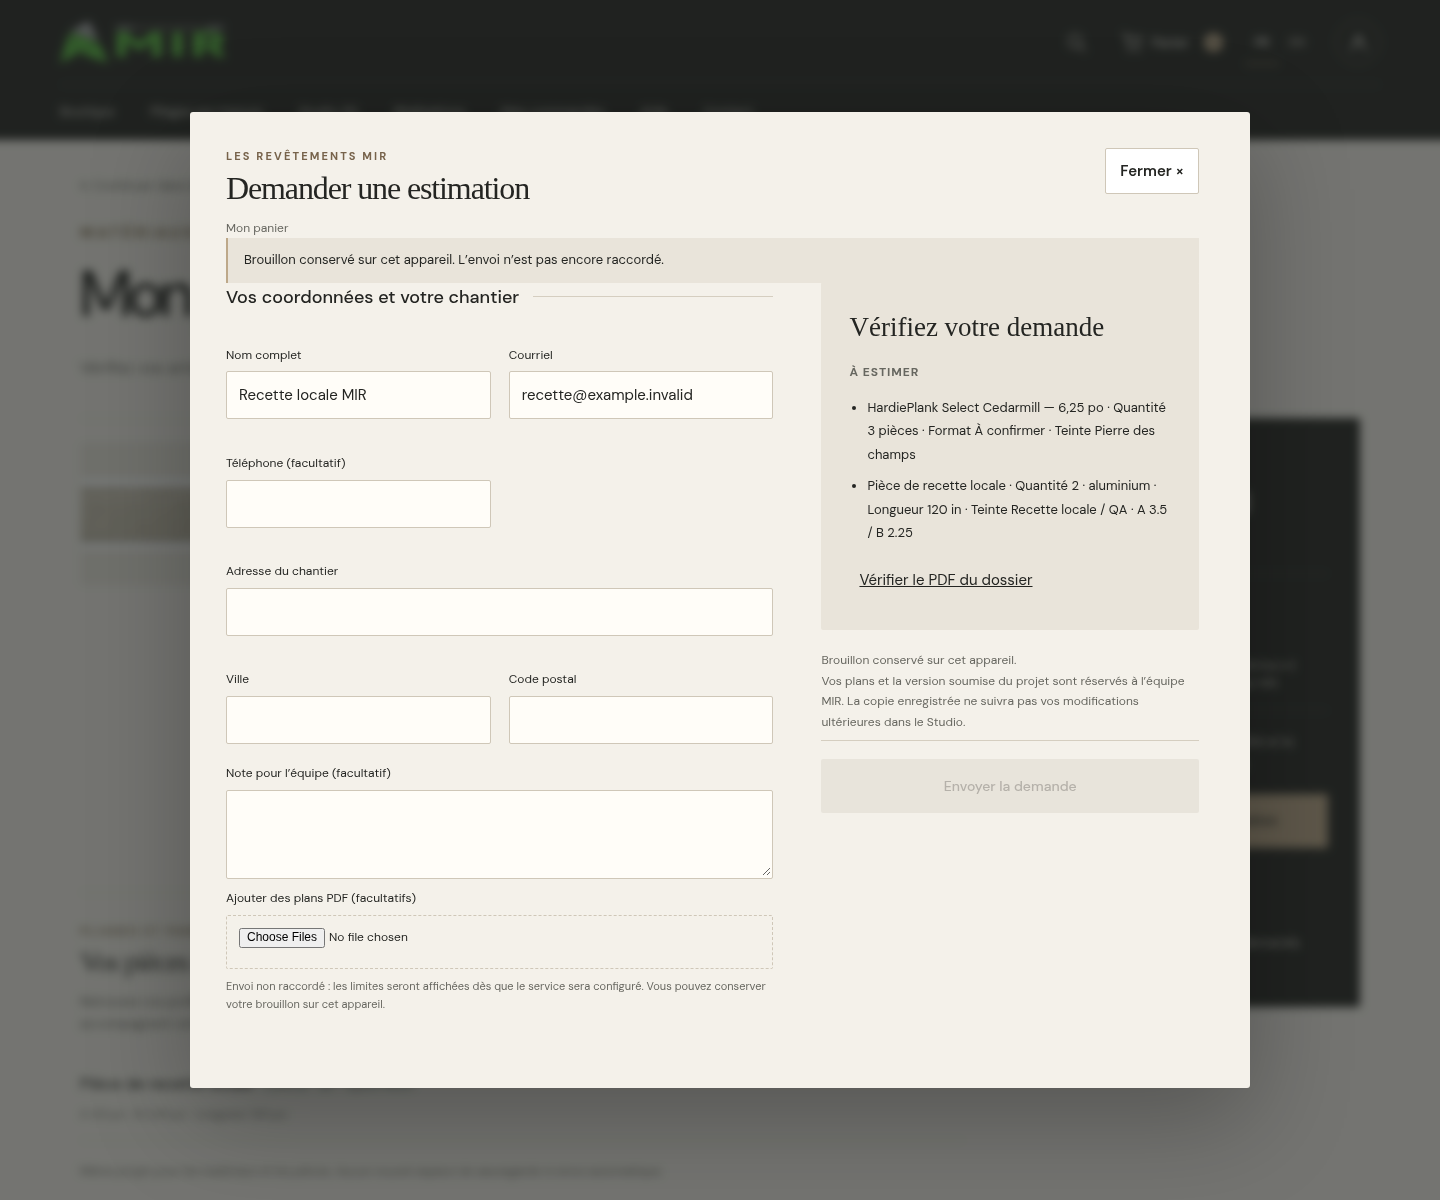 AMIR
LES REVÊTEMENTS MIR
Demander une estimation
Fermer ×
Mon panier
Brouillon conservé sur cet appareil. L’envoi n’est pas encore raccordé.
Vos coordonnées et votre chantier
Nom complet
Courriel
Recette locale MIR
recette@example.invalid
Téléphone (facultatif)
Adresse du chantier
Ville
Code postal
Note pour l’équipe (facultatif)
Ajouter des plans PDF (facultatifs)
Choose Files No file chosen
Envoi non raccordé : les limites seront affichées dès que le service sera configuré. Vous pouvez conserver
votre brouillon sur cet appareil.
Vérifiez votre demande
À ESTIMER
• HardiePlank Select Cedarmill — 6,25 po · Quantité
3 pièces · Format À confirmer · Teinte Pierre des
champs
• Pièce de recette locale · Quantité 2 · aluminium ·
Longueur 120 in · Teinte Recette locale / QA · A 3.5
/ B 2.25
Vérifier le PDF du dossier
Brouillon conservé sur cet appareil.
Vos plans et la version soumise du projet sont réservés à l’équipe
MIR. La copie enregistrée ne suivra pas vos modifications
ultérieures dans le Studio.
Envoyer la demande
Mon